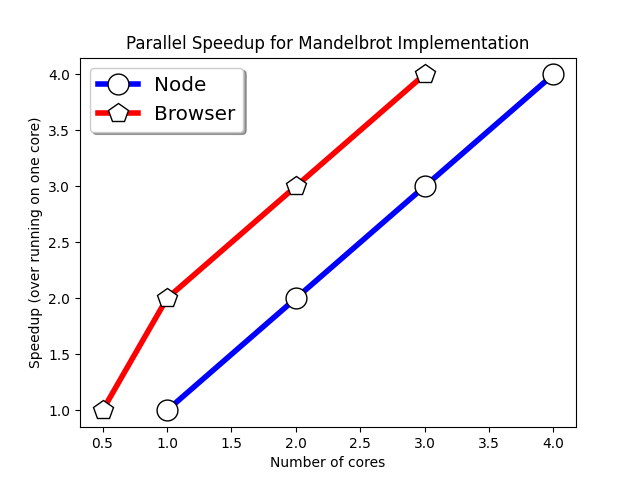 Parallel Speedup for Mandelbrot Implementation
Node
Browser
4.0
3.5
3.0
2.5
2.0
1.5
1.0
Speedup (over running on one core)
0.5 1.0 1.5 2.0 2.5 3.0 3.5 4.0
Number of cores